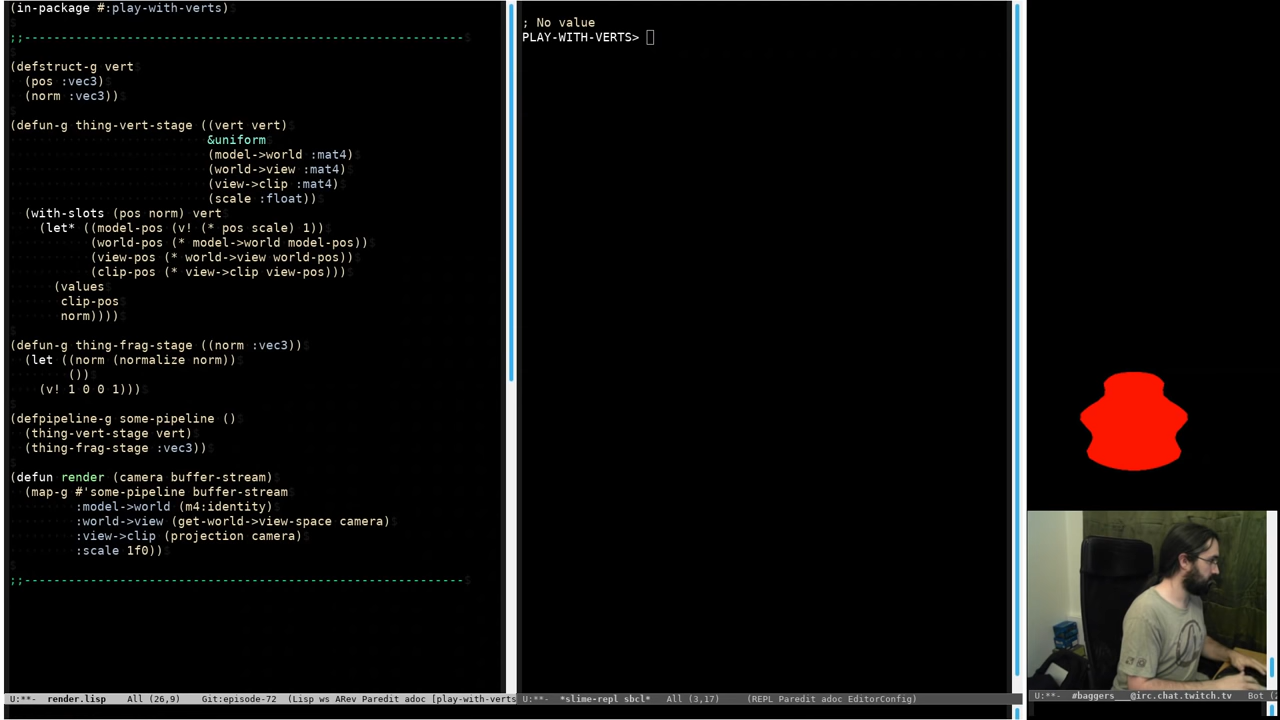 (in-package #:play-with-verts)
;;------------------------------------------------------------
(defstruct-g vert
  (pos :vec3)
  (norm :vec3))
(defun-g thing-vert-stage ((vert vert)
                           &uniform
                           (model->world :mat4)
                           (world->view :mat4)
                           (view->clip :mat4)
                           (scale :float))
  (with-slots (pos norm) vert
    (let* ((model-pos (v! (* pos scale) 1))
           (world-pos (* model->world model-pos))
           (view-pos (* world->view world-pos))
           (clip-pos (* view->clip view-pos)))
      (values
       clip-pos
       norm))))
(defun-g thing-frag-stage ((norm :vec3))
  (let ((norm (normalize norm))
        ())
    (v! 1 0 0 1)))
(defpipeline-g some-pipeline ()
  (thing-vert-stage vert)
  (thing-frag-stage :vec3))
(defun render (camera buffer-stream)
  (map-g #'some-pipeline buffer-stream
         :model->world (m4:identity)
         :world->view (get-world->view-space camera)
         :view->clip (projection camera)
         :scale 1f0))
;;------------------------------------------------------------
U:**-  render.lisp    All (26,9)    Git:episode-72  (Lisp ws ARev Paredit adoc [play-with-verts
; No value
PLAY-WITH-VERTS>
U:**-  *slime-repl sbcl*   All (3,17)    (REPL Paredit adoc EditorConfig)
U:**-  #baggers___@irc.chat.twitch.tv   Bot